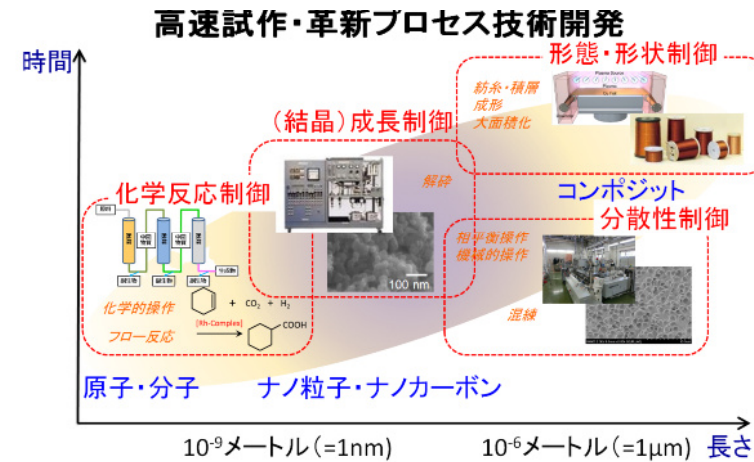 高速試作・革新プロセス技術開発
時間
形態・形状制御
Plasma Source
Plasma
紡糸・積層
成形
大面積化
(結晶)成長制御
解砕
100 nm
化学反応制御
コンポジット
分散性制御
相平衡操作
機械的操作
混練
化学的操作
+ CO2 + H2
[Rh-Complex]
COOH
フロー反応
原子・分子
ナノ粒子・ナノカーボン
10-9メートル(=1nm)
10-6メートル(=1μm)
長さ